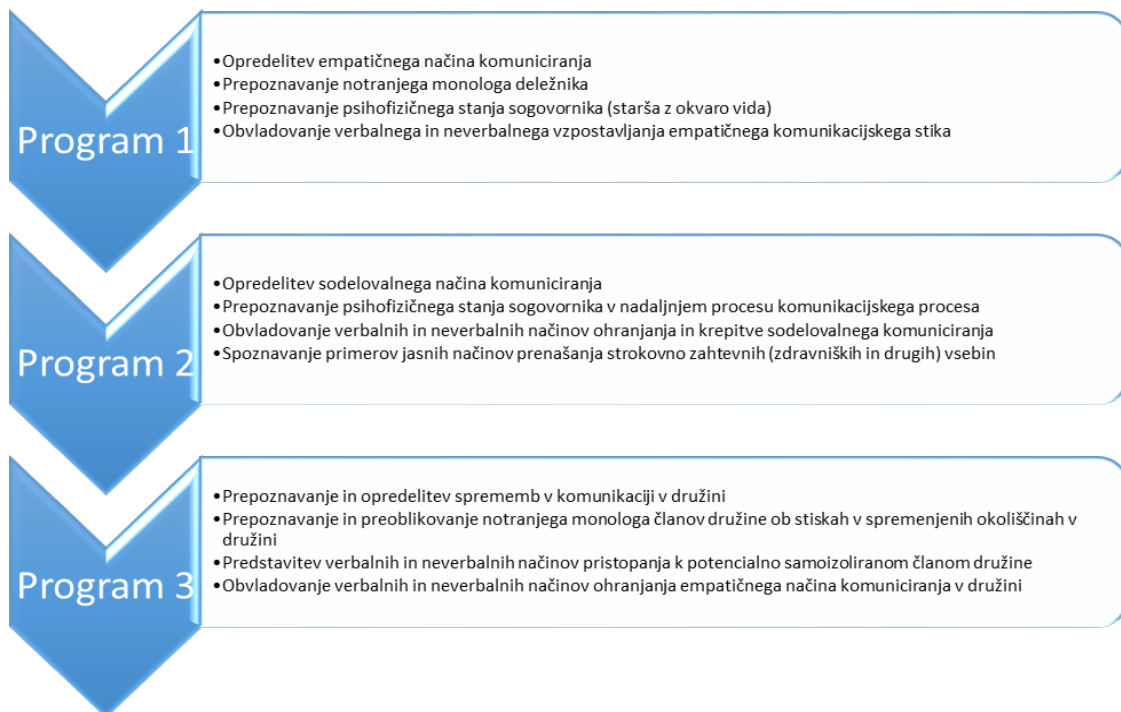 Program 1
•Opredelitev empatičnega načina komuniciranja
•Prepoznavanje notranjega monologa deležnika
•Prepoznavanje psihofizičnega stanja sogovornika (starša z okvaro vida)
•Obvladovanje verbalnega in neverbalnega vzpostavljanja empatičnega komunikacijskega stika
Program 2
•Opredelitev sodelovalnega načina komuniciranja
•Prepoznavanje psihofizičnega stanja sogovornika v nadaljnjem procesu komunikacijskega procesa
•Obvladovanje verbalnih in neverbalnih načinov ohranjanja in krepitve sodelovalnega komuniciranja
•Spoznavanje primerov jasnih načinov prenašanja strokovno zahtevnih (zdravniških in drugih) vsebin
Program 3
•Prepoznavanje in opredelitev sprememb v komunikaciji v družini
•Prepoznavanje in preoblikovanje notranjega monologa članov družine ob stiskah v spremenjenih okoliščinah v
družini
•Predstavitev verbalnih in neverbalnih načinov pristopanja k potencialno samoizoliranom članom družine
•Obvladovanje verbalnih in neverbalnih načinov ohranjanja empatičnega načina komuniciranja v družini